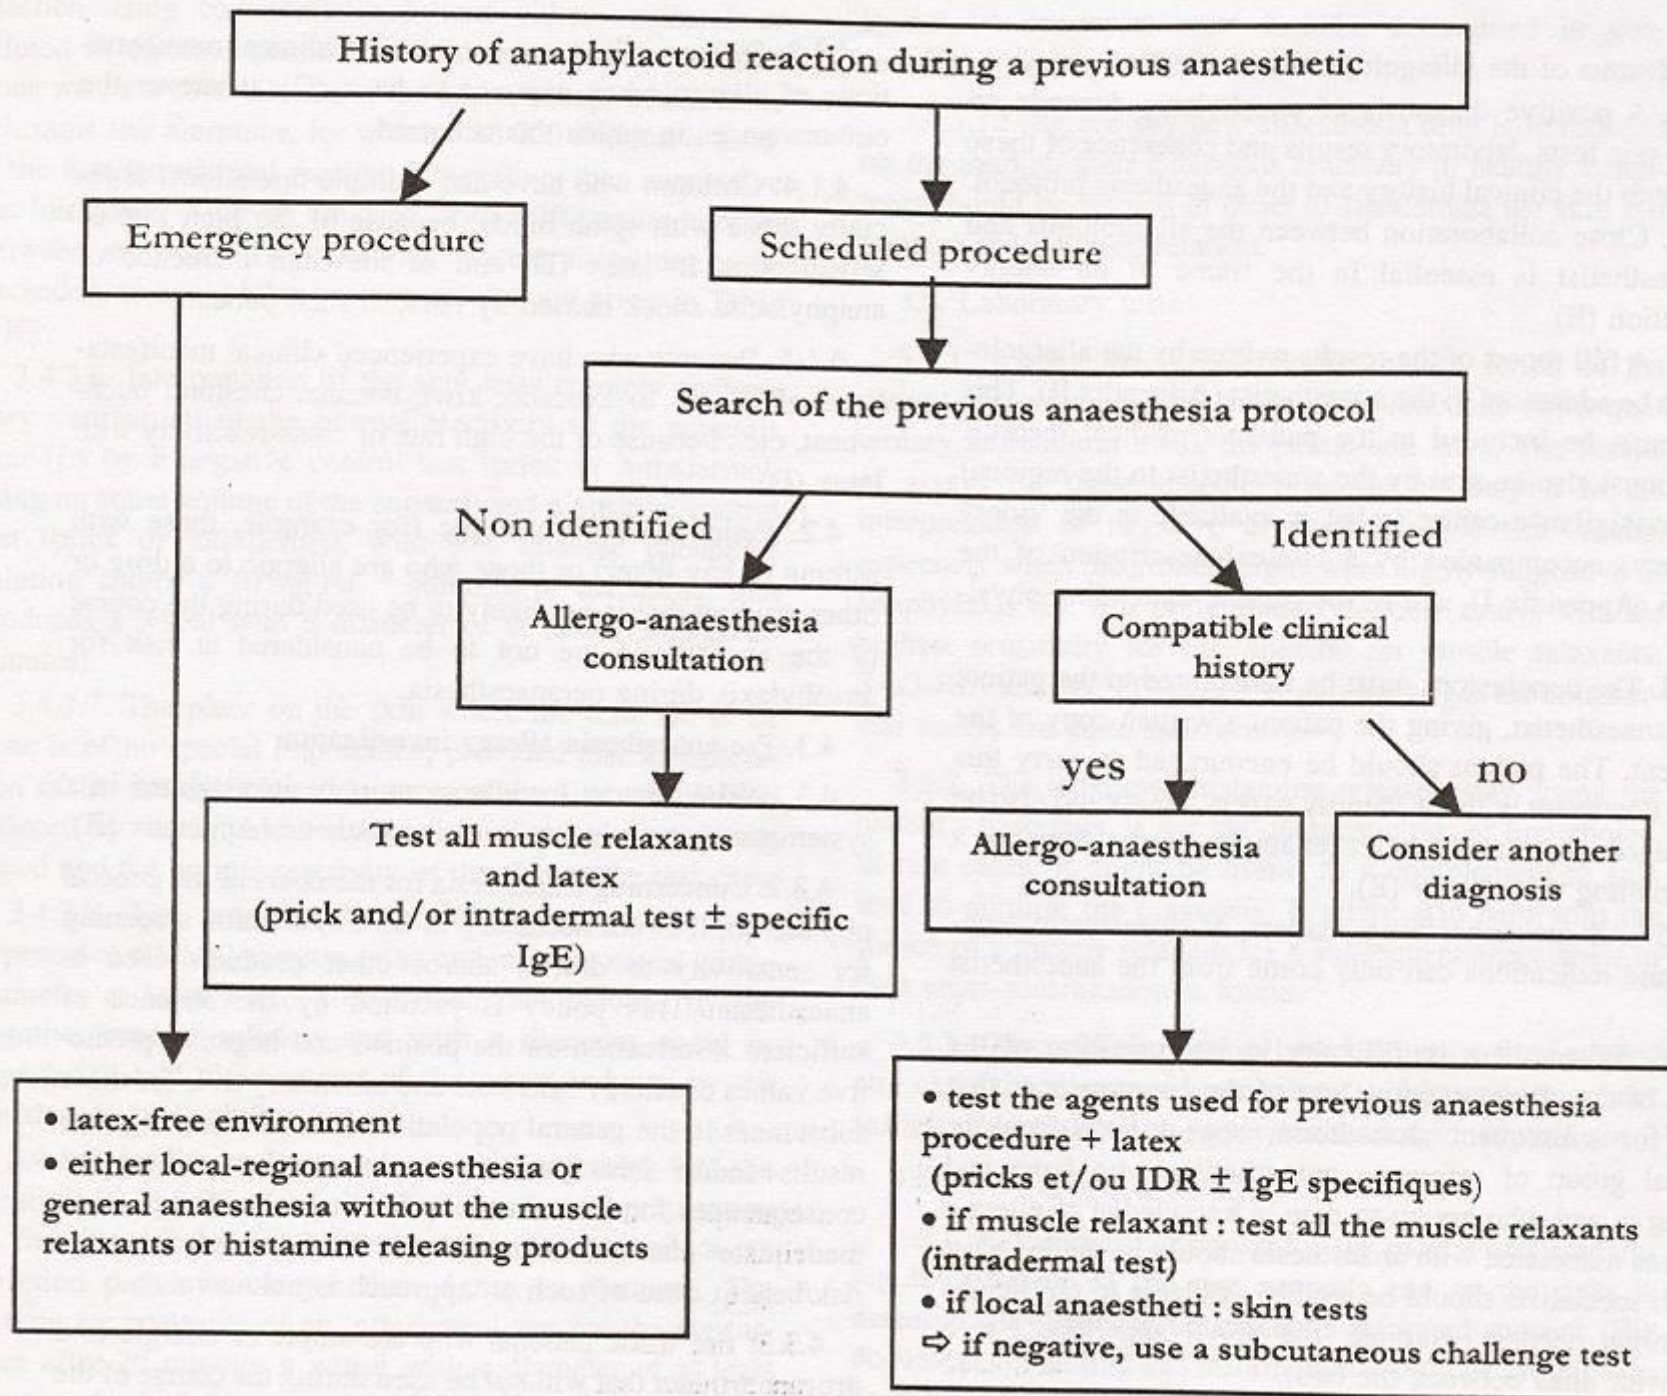 History of anaphylactoid reaction during a previous anaesthetic
Emergency procedure
Scheduled procedure
Search of the previous anaesthesia protocol
Non identified
Identified
Allergo-anaesthesia
consultation
Compatible clinical
history
yes
no
Test all muscle relaxants
and latex
(prick and/or intradermal test ± specific
IgE)
Allergo-anaesthesia
consultation
Consider another
diagnosis
• latex-free environment
• either local-regional anaesthesia or
general anaesthesia without the muscle
relaxants or histamine releasing products
• test the agents used for previous anaesthesia
procedure + latex
(pricks et/ou IDR ± IgE specifiques)
• if muscle relaxant : test all the muscle relaxants
(intradermal test)
• if local anaestheti : skin tests
⇨ if negative, use a subcutaneous challenge test